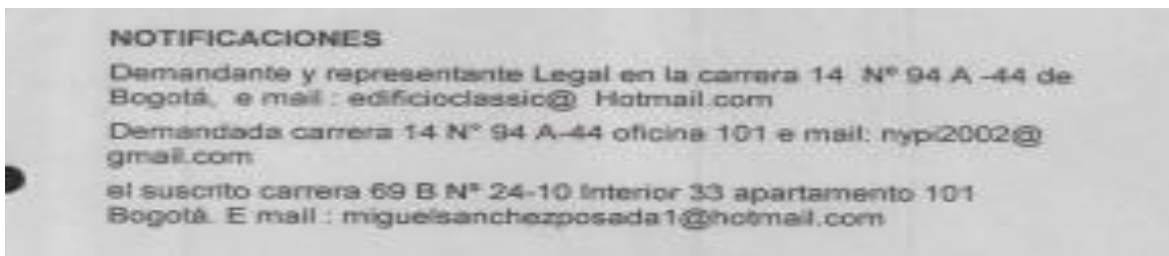 NOTIFICACIONES
Demandante y representante Legal en la carrera 14 Nº 94 A -44 de
Bogotá, e mail : edificioclassic@ Hotmail.com
Demandada carrera 14 N° 94 A-44 oficina 101 e mail: nypi2002@
gmail.com
el suscrito carrera 69 B Nº 24-10 Interior 33 apartamento 101
Bogotá. E mail : miguelsanchezposada1@hotmail.com